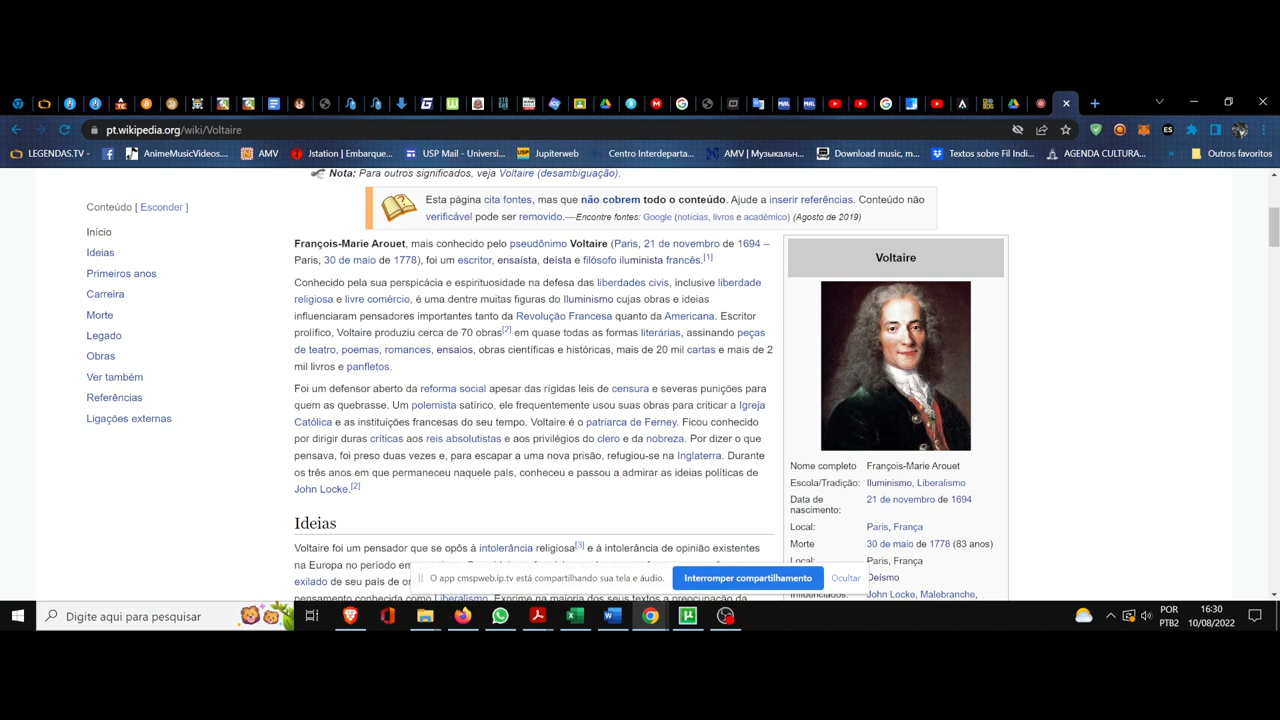 pt.wikipedia.org/wiki/Voltaire
LEGENDAS.TV -
AnimeMusicVideos...
AMV
Jstation | Embarque...
USP Mail - Universi...
Jupiterweb
Centro Interdeparta...
AMV | Музыкальн...
Download music, m...
Textos sobre Fil Indi...
AGENDA CULTURA...
»
Outros favoritos
Nota: Para outros significados, veja Voltaire (desambiguação).
Esta página cita fontes, mas que não cobrem todo o conteúdo. Ajude a inserir referências. Conteúdo não
verificável pode ser removido.—Encontre fontes: Google (notícias, livros e acadêmico) (Agosto de 2019)
Conteúdo [ Esconder ]
Início
Ideias
Primeiros anos
Carreira
Morte
Legado
Obras
Ver também
Referências
Ligações externas
François-Marie Arouet, mais conhecido pelo pseudônimo Voltaire (Paris, 21 de novembro de 1694 –
Paris, 30 de maio de 1778), foi um escritor, ensaísta, deísta e filósofo iluminista francês.[1]
Conhecido pela sua perspicácia e espirituosidade na defesa das liberdades civis, inclusive liberdade
religiosa e livre comércio, é uma dentre muitas figuras do Iluminismo cujas obras e ideias
influenciaram pensadores importantes tanto da Revolução Francesa quanto da Americana. Escritor
prolífico, Voltaire produziu cerca de 70 obras[2] em quase todas as formas literárias, assinando peças
de teatro, poemas, romances, ensaios, obras científicas e históricas, mais de 20 mil cartas e mais de 2
mil livros e panfletos.
Foi um defensor aberto da reforma social apesar das rígidas leis de censura e severas punições para
quem as quebrasse. Um polemista satírico, ele frequentemente usou suas obras para criticar a Igreja
Católica e as instituições francesas do seu tempo. Voltaire é o patriarca de Ferney. Ficou conhecido
por dirigir duras críticas aos reis absolutistas e aos privilégios do clero e da nobreza. Por dizer o que
pensava, foi preso duas vezes e, para escapar a uma nova prisão, refugiou-se na Inglaterra. Durante
os três anos em que permaneceu naquele país, conheceu e passou a admirar as ideias políticas de
John Locke.[2]
Ideias
Voltaire foi um pensador que se opôs à intolerância religiosa[3] e à intolerância de opinião existentes
na Europa no período em
exilado de seu país de o
pensamento conhecida como Liberalismo. Exprime na maioria dos seus textos a preocupação da
Voltaire
Nome completo François-Marie Arouet
Escola/Tradição: Iluminismo, Liberalismo
Data de nascimento: 21 de novembro de 1694
Local: Paris, França
Morte 30 de maio de 1778 (83 anos)
Local: Paris, França
Deísmo
Influenciados: John Locke, Malebranche,
O app cmspweb.ip.tv está compartilhando sua tela e áudio.
Interromper compartilhamento
Ocultar
Digite aqui para pesquisar
POR
PTB2
16:30
10/08/2022